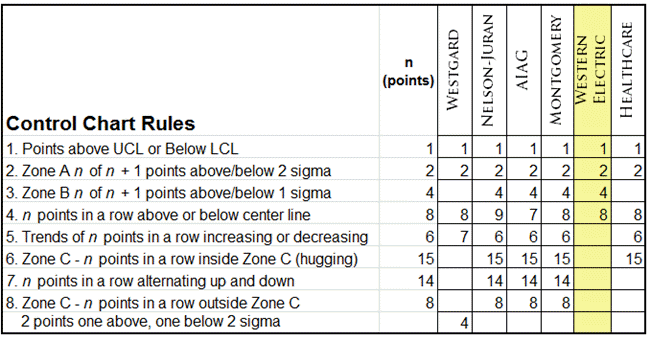 n
(points) WESTGARD NELSON-JURAN AIAG MONTGOMERY WESTERN ELECTRIC HEALTHCARE
Control Chart Rules
1. Points above UCL or Below LCL 1 1 1 1 1 1 1
2. Zone A n of n + 1 points above/below 2 sigma 2 2 2 2 2 2 2
3. Zone B n of n + 1 points above/below 1 sigma 4 4 4 4 4
4. n points in a row above or below center line 8 8 9 7 8 8 8
5. Trends of n points in a row increasing or decreasing 6 7 6 6 6 6
6. Zone C - n points in a row inside Zone C (hugging) 15 15 15 15 15
7. n points in a row alternating up and down 14 14 14 14
8. Zone C - n points in a row outside Zone C 8 8 8 8
2 points one above, one below 2 sigma 4